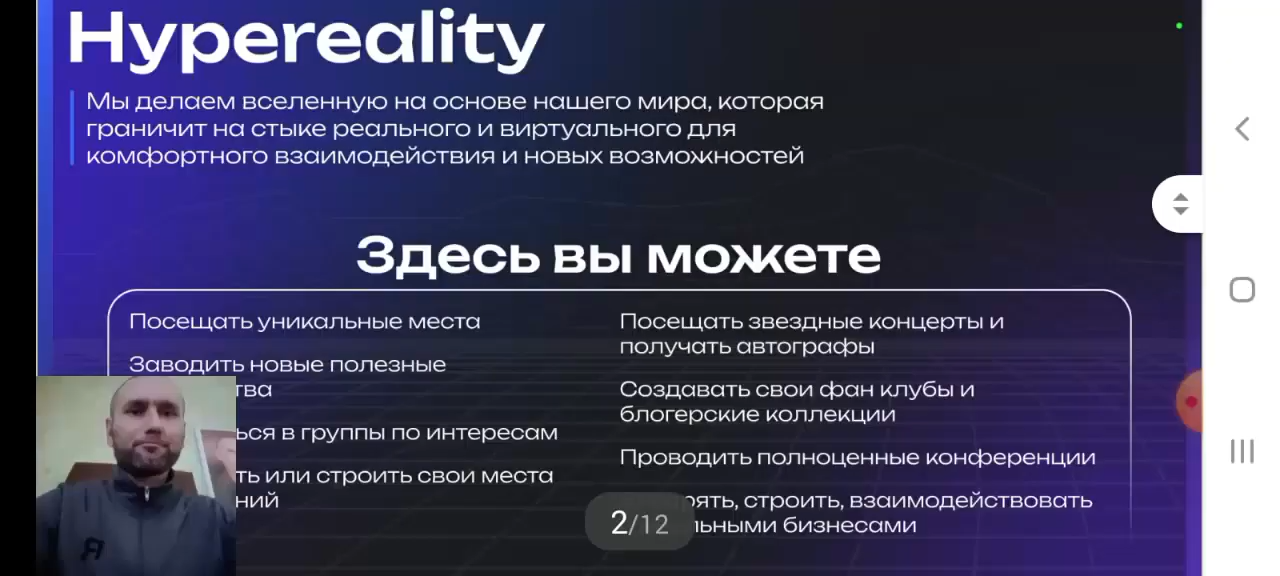 Hypereality
Мы делаем вселенную на основе нашего мира, которая
граничит на стыке реального и виртуального для
комфортного взаимодействия и новых возможностей
Здесь вы можете
Посещать уникальные места
Заводить новые полезные
тва
ься в группы по интересам
ть или строить свои места
ний
Посещать звездные концерты и
получать автографы
Создавать свои фан клубы и
блогерские коллекции
Проводить полноценные конференции
рять, строить, взаимодействовать
льными бизнесами
2/12
Я